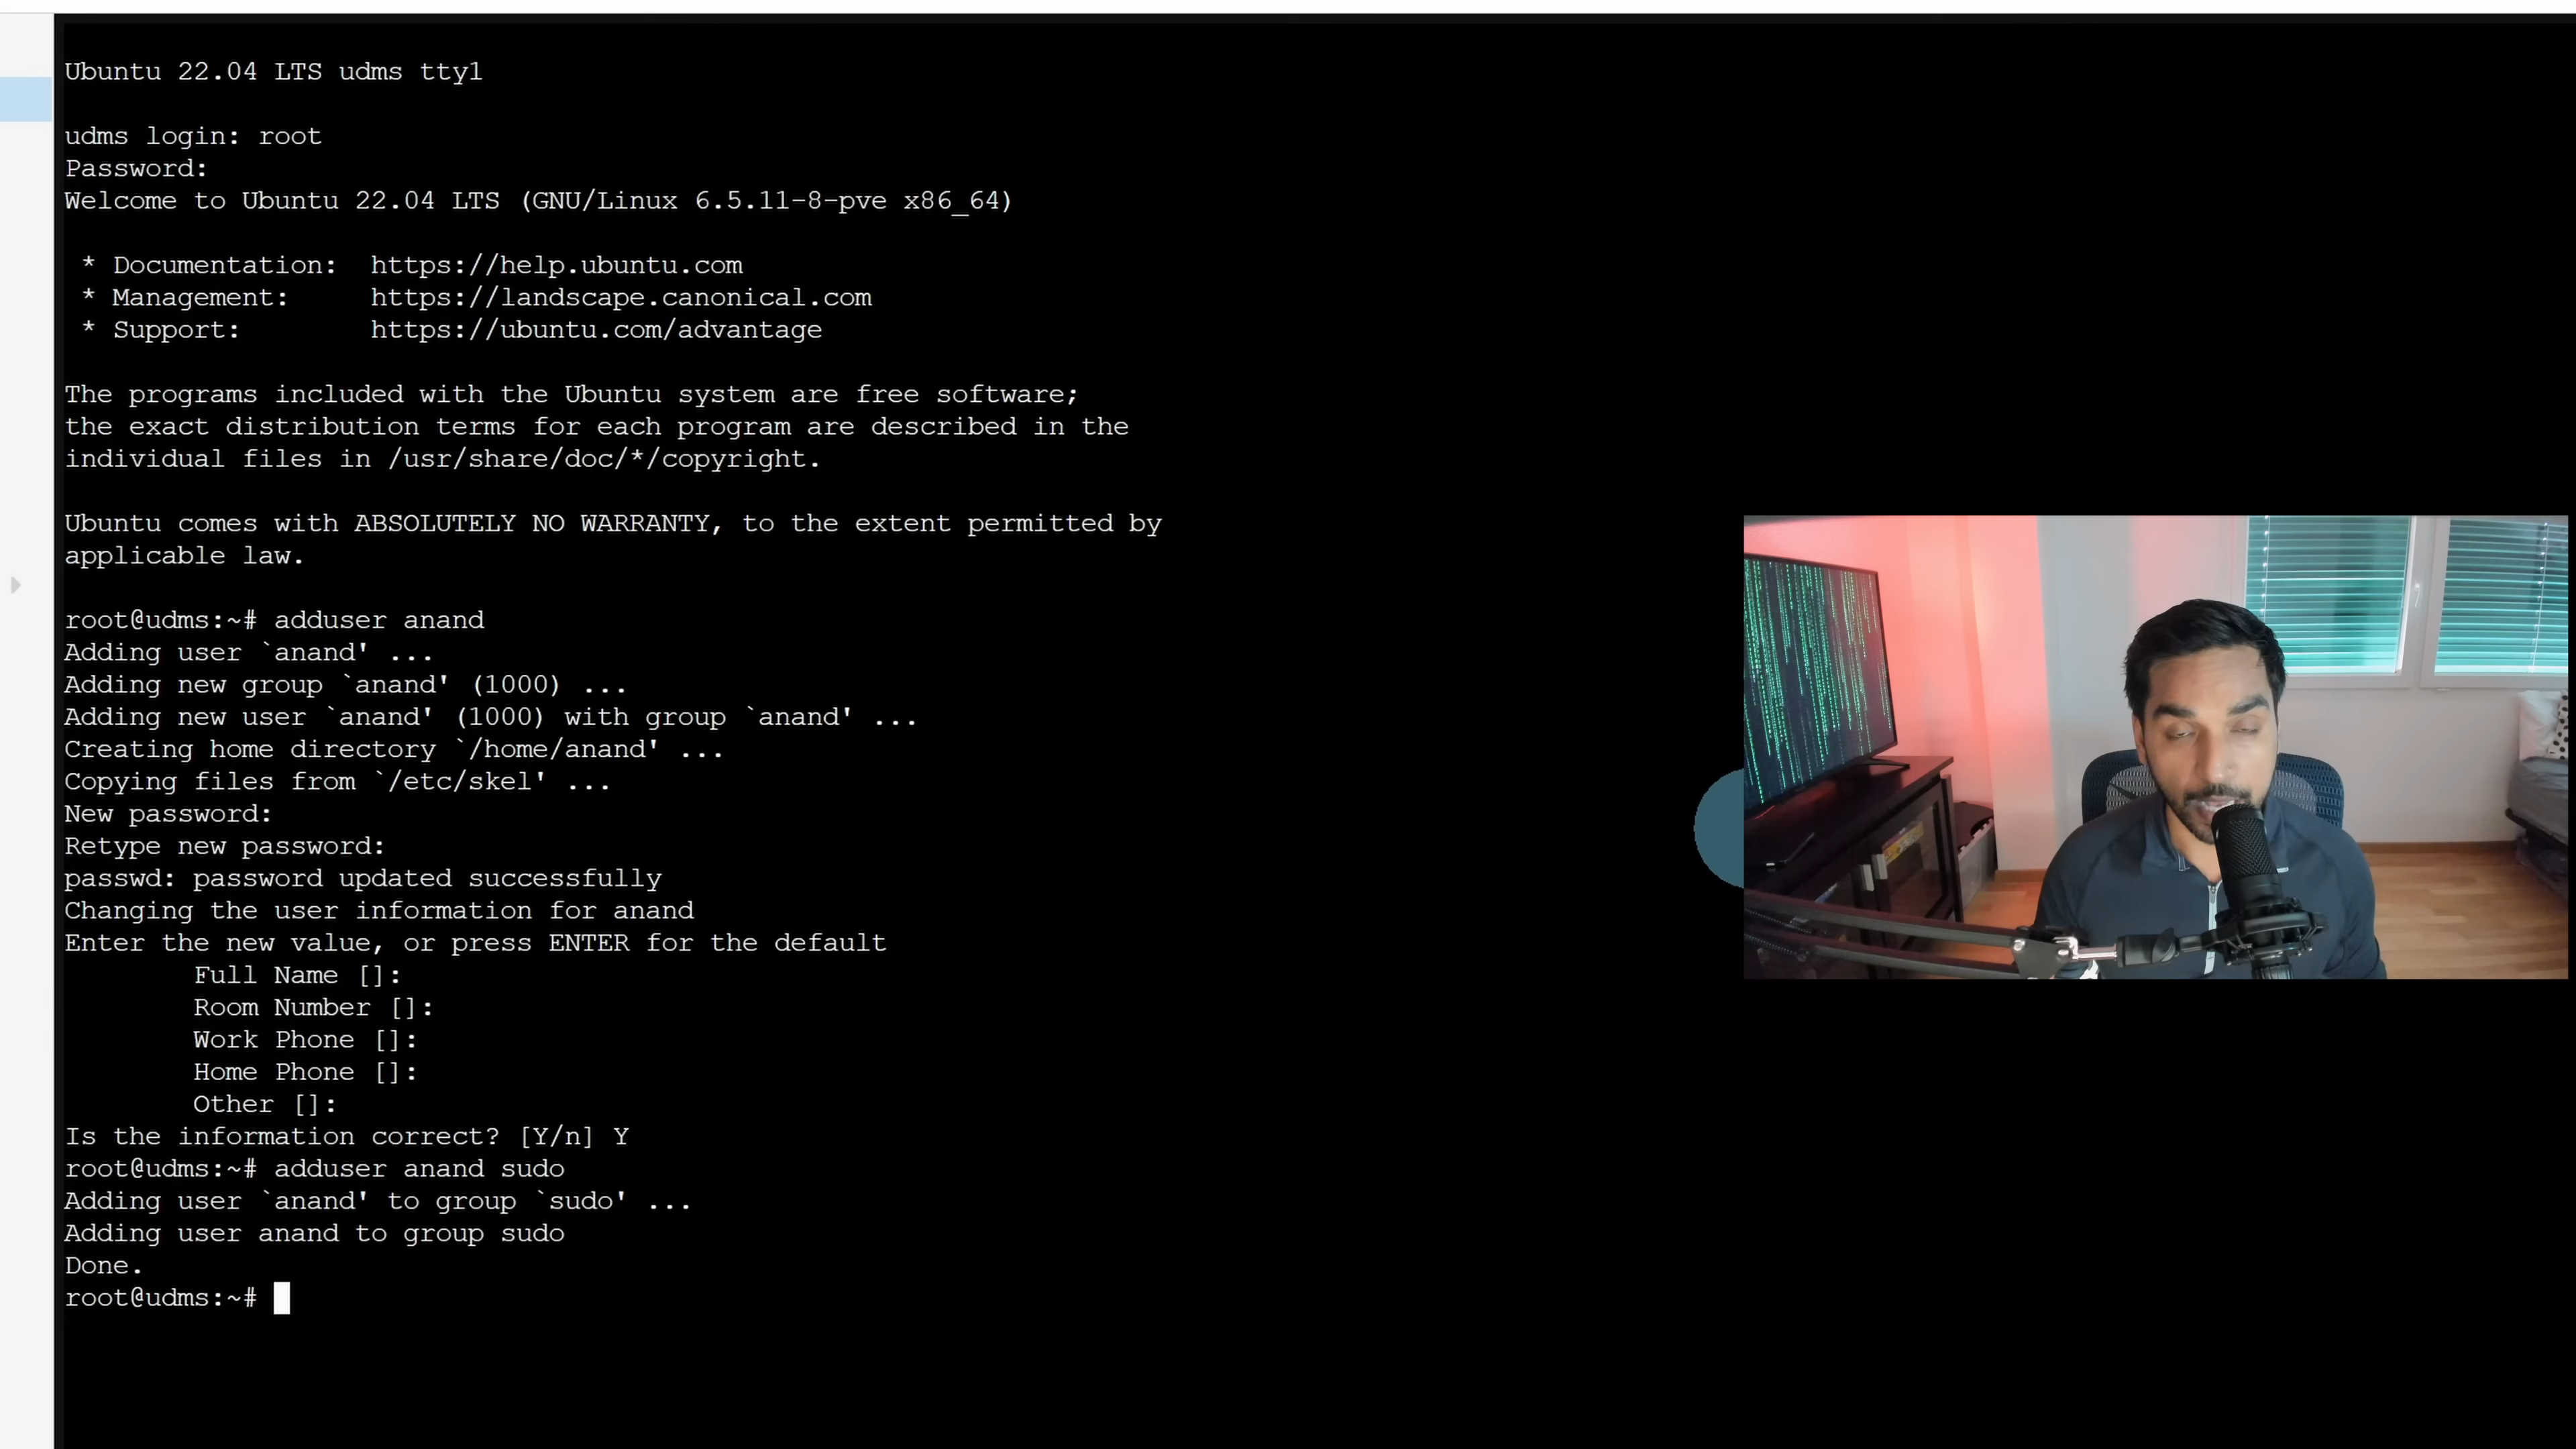 Ubuntu 22.04 LTS udms tty1
udms login: root
Password:
Welcome to Ubuntu 22.04 LTS (GNU/Linux 6.5.11-8-pve x86_64)
* Documentation:  https://help.ubuntu.com
* Management:     https://landscape.canonical.com
* Support:        https://ubuntu.com/advantage
The programs included with the Ubuntu system are free software;
the exact distribution terms for each program are described in the
individual files in /usr/share/doc/*/copyright.
Ubuntu comes with ABSOLUTELY NO WARRANTY, to the extent permitted by
applicable law.
root@udms:~# adduser anand
Adding user `anand' ...
Adding new group `anand' (1000) ...
Adding new user `anand' (1000) with group `anand' ...
Creating home directory `/home/anand' ...
Copying files from `/etc/skel' ...
New password:
Retype new password:
passwd: password updated successfully
Changing the user information for anand
Enter the new value, or press ENTER for the default
Full Name []:
Room Number []:
Work Phone []:
Home Phone []:
Other []:
Is the information correct? [Y/n] Y
root@udms:~# adduser anand sudo
Adding user `anand' to group `sudo' ...
Adding user anand to group sudo
Done.
root@udms:~#